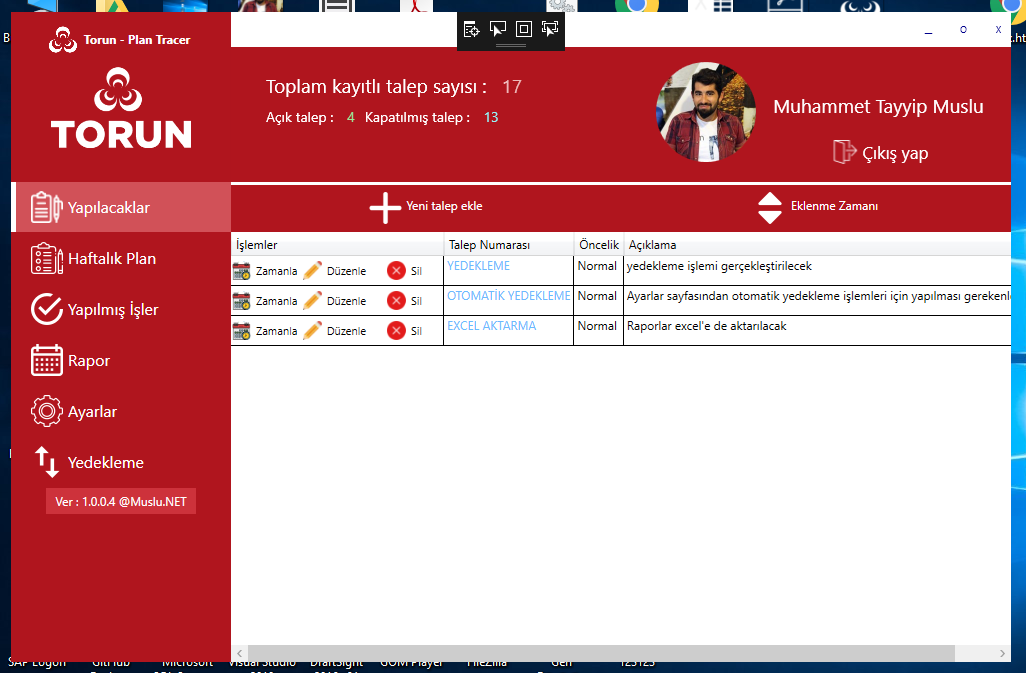 Torun - Plan Tracer
TORUN
Toplam kayıtlı talep sayısı : 17
Açık talep : 4 Kapatılmış talep : 13
Muhammet Tayyip Muslu
Çıkış yap
Yapılacaklar
Haftalık Plan
Yapılmış İşler
Rapor
Ayarlar
Yedekleme
Ver : 1.0.0.4 @Muslu.NET
Yeni talep ekle
Eklenme Zamanı
İşlemler Talep Numarası Öncelik Açıklama
Zamanla Düzenle Sil YEDEKLEME Normal yedekleme işlemi gerçekleştirilecek
Zamanla Düzenle Sil OTOMATİK YEDEKLEME Normal Ayarlar sayfasından otomatik yedekleme işlemleri için yapılması gerekenl
Zamanla Düzenle Sil EXCEL AKTARMA Normal Raporlar excel'e de aktarılacak
SAP Logon GitHub Microsoft Visual Studio DraftSight GOM Player FileZilla Geri 123123